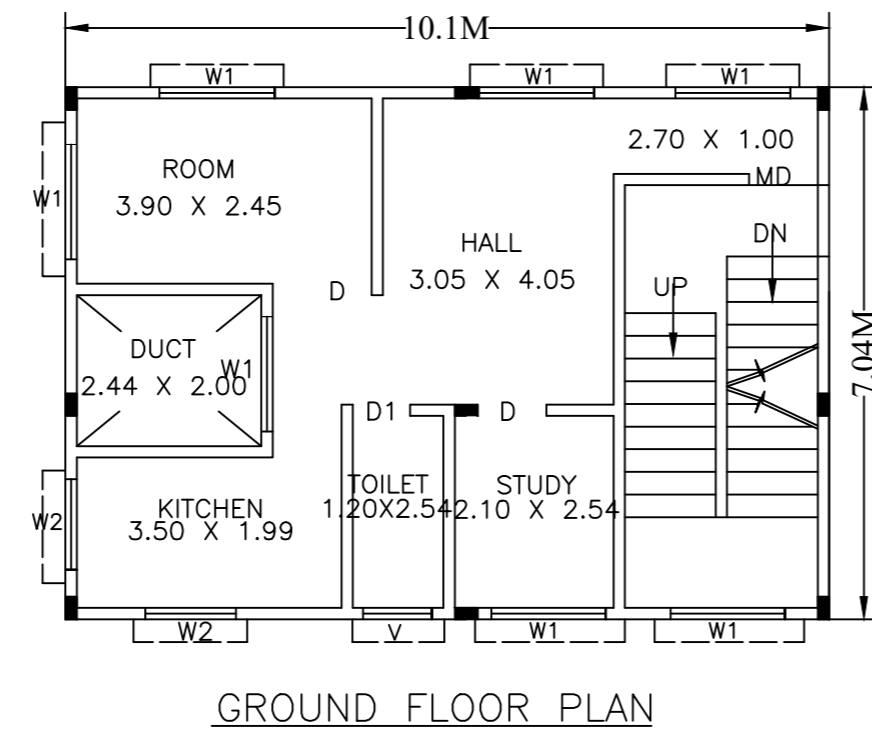 10.1M
W1
W1
W1
2.70 X 1.00
ROOM
3.90 X 2.45
MD
W1
HALL
3.05 X 4.05
DN
UP
D
DUCT
2.44 X 2.00
W1
7.04M
D1
D
KITCHEN
3.50 X 1.99
TOILET
1.20X2.54
STUDY
2.10 X 2.54
W2
W2
V
W1
W1
GROUND FLOOR PLAN